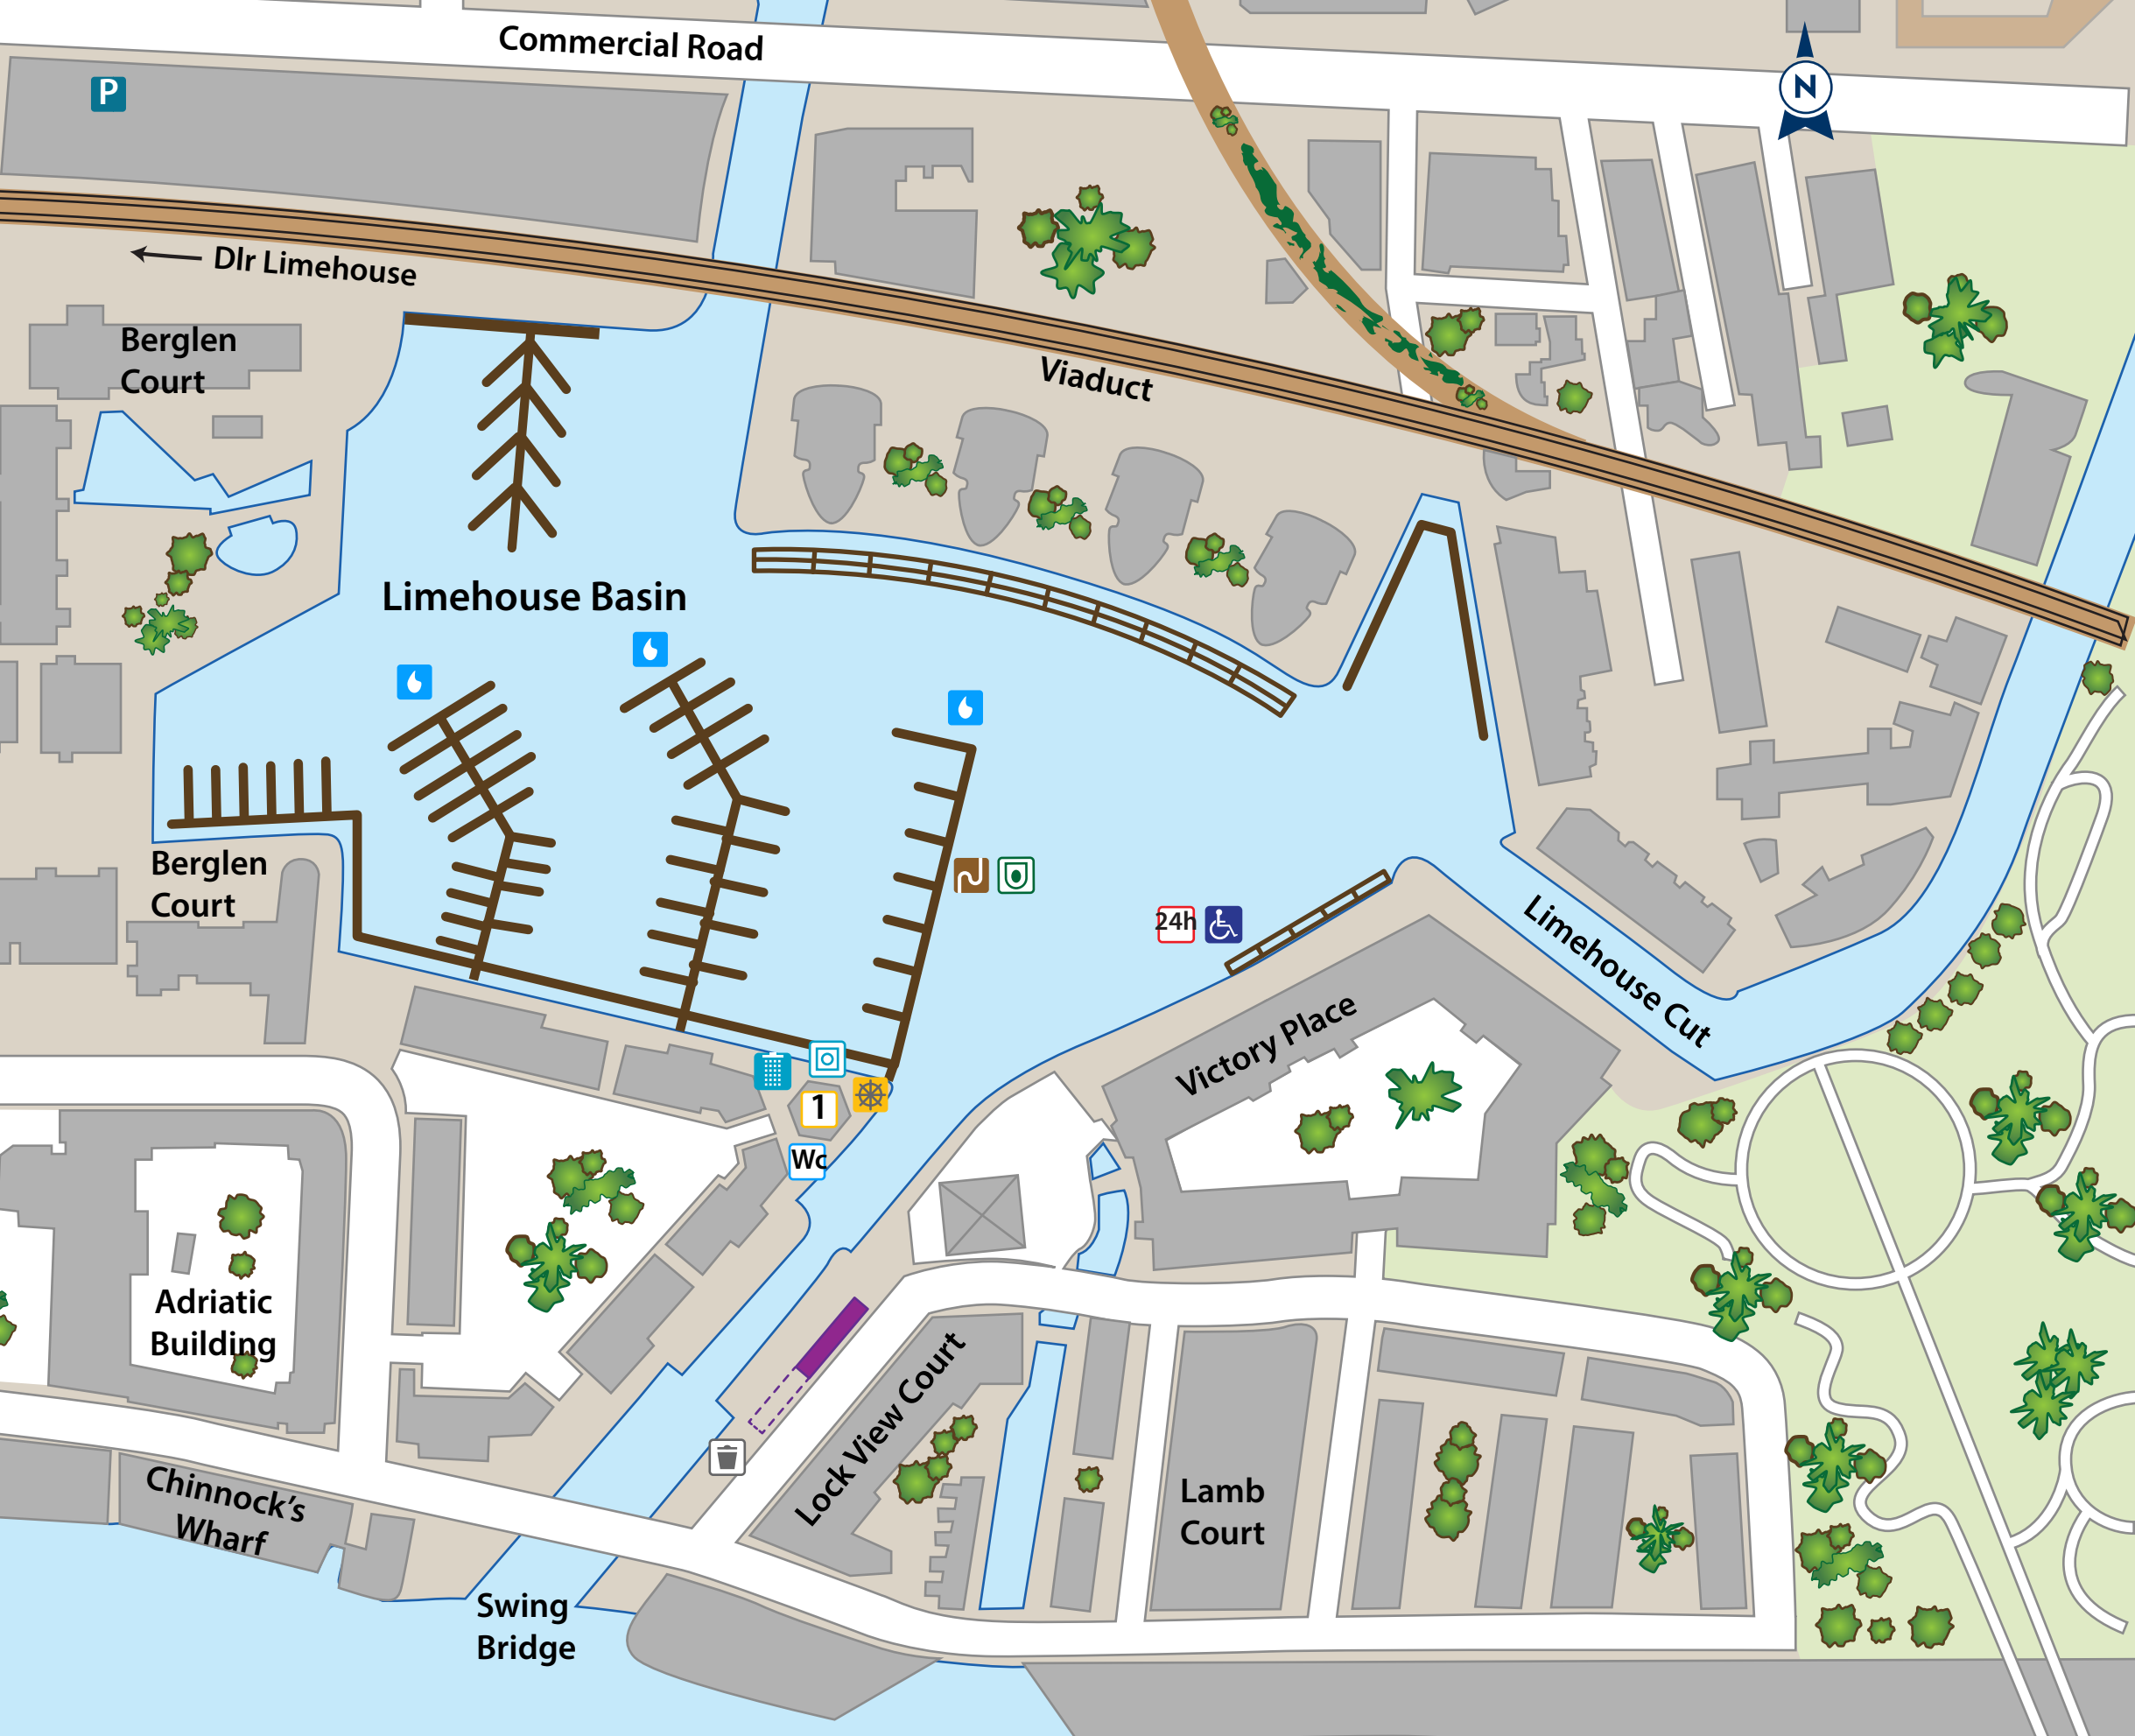 Commercial Road
P
N
Dlr Limehouse
Berglen
Court
Viaduct
Limehouse Basin
Berglen
Court
24h
Limehouse Cut
Victory Place
1
Wc
Adriatic
Building
Lock View Court
Lamb
Court
Chinnock's
Wharf
Swing
Bridge